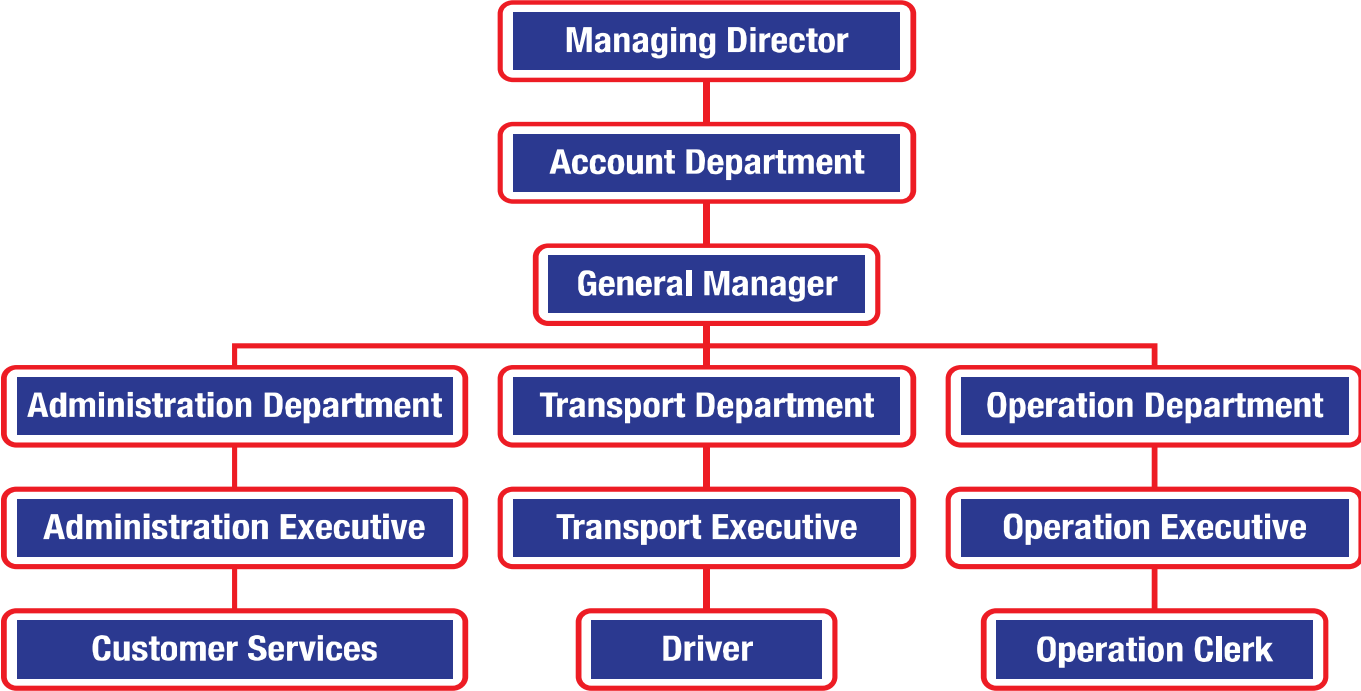 Managing Director
Account Department
General Manager
Administration Department
Transport Department
Operation Department
Administration Executive
Transport Executive
Operation Executive
Customer Services
Driver
Operation Clerk